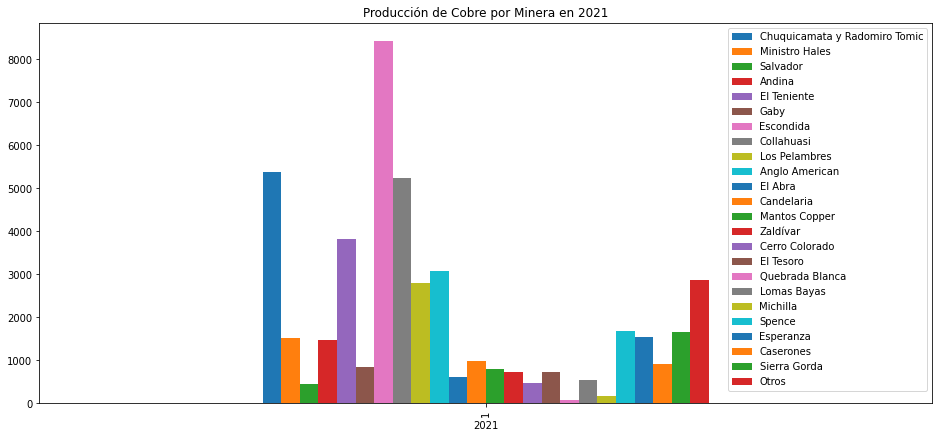 Producción de Cobre por Minera en 2021
8000
7000
6000
5000
4000
3000
2000
1000
0
1
2021
Chuquicamata y Radomiro Tomic
Ministro Hales
Salvador
Andina
El Teniente
Gaby
Escondida
Collahuasi
Los Pelambres
Anglo American
El Abra
Candelaria
Mantos Copper
Zaldívar
Cerro Colorado
El Tesoro
Quebrada Blanca
Lomas Bayas
Michilla
Spence
Esperanza
Caserones
Sierra Gorda
Otros